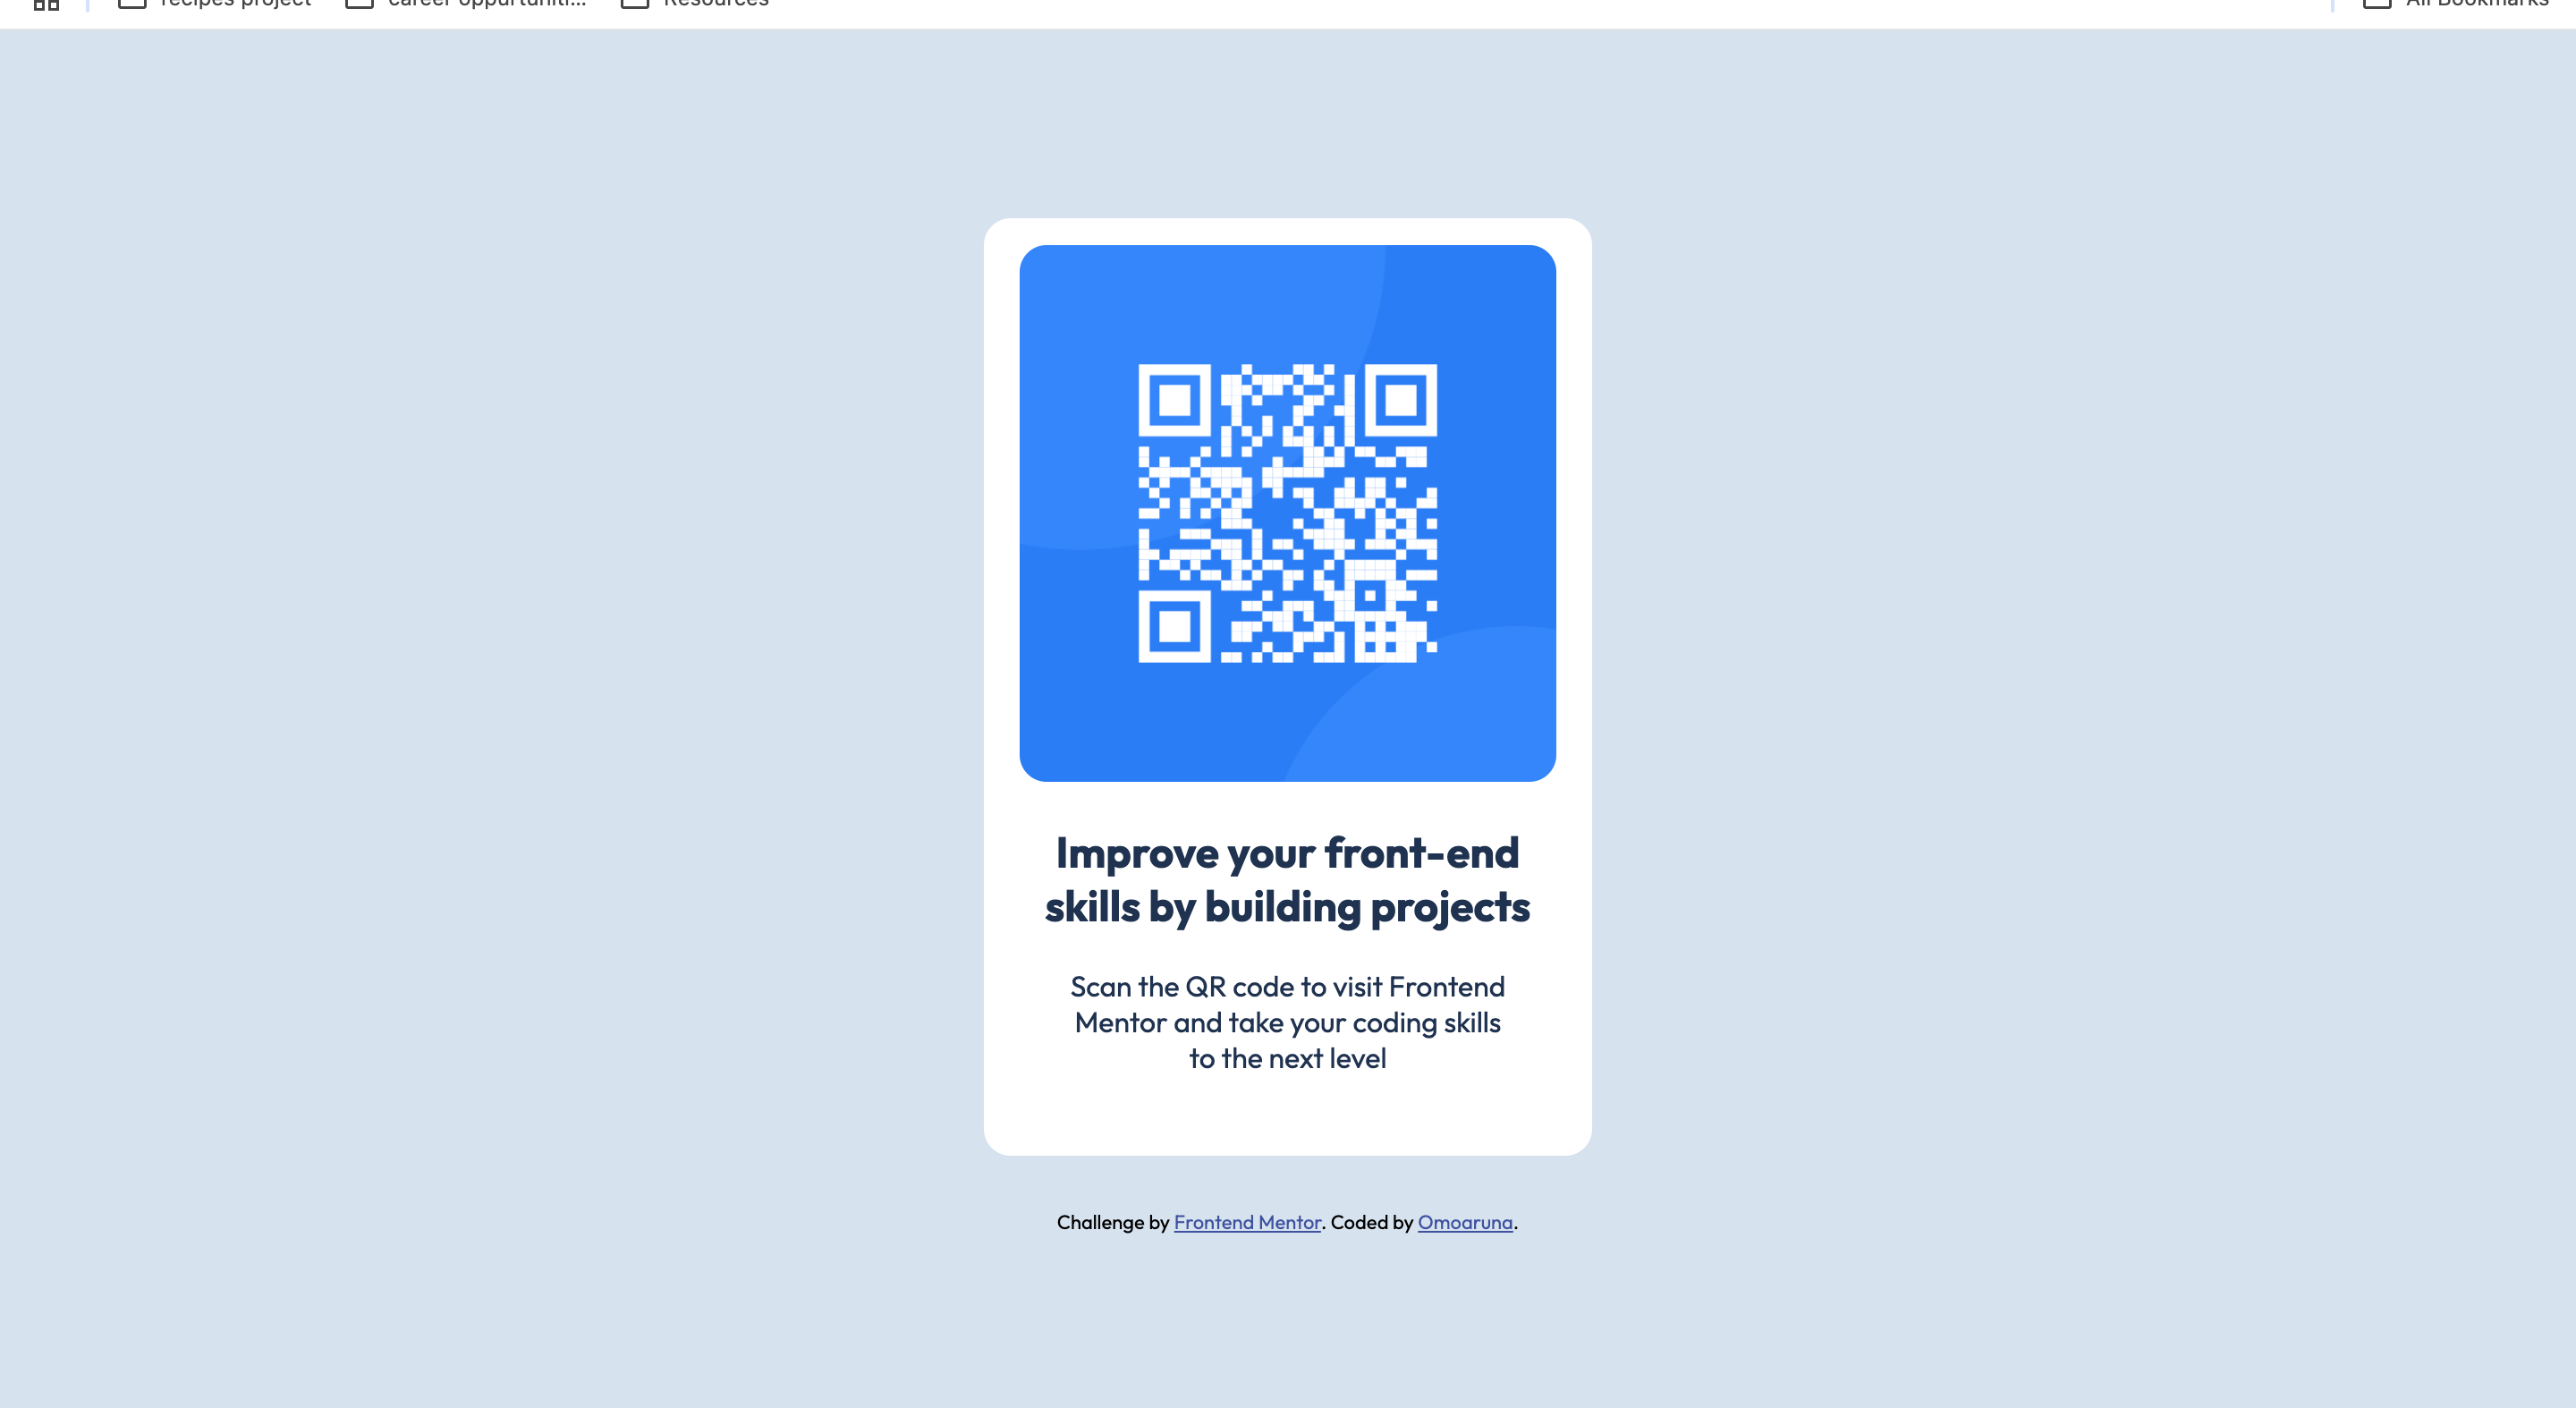 recipes project career oppurtuniti... Resources All Bookmarks
Improve your front-end
skills by building projects
Scan the QR code to visit Frontend
Mentor and take your coding skills
to the next level
Challenge by Frontend Mentor. Coded by Omoaruna.